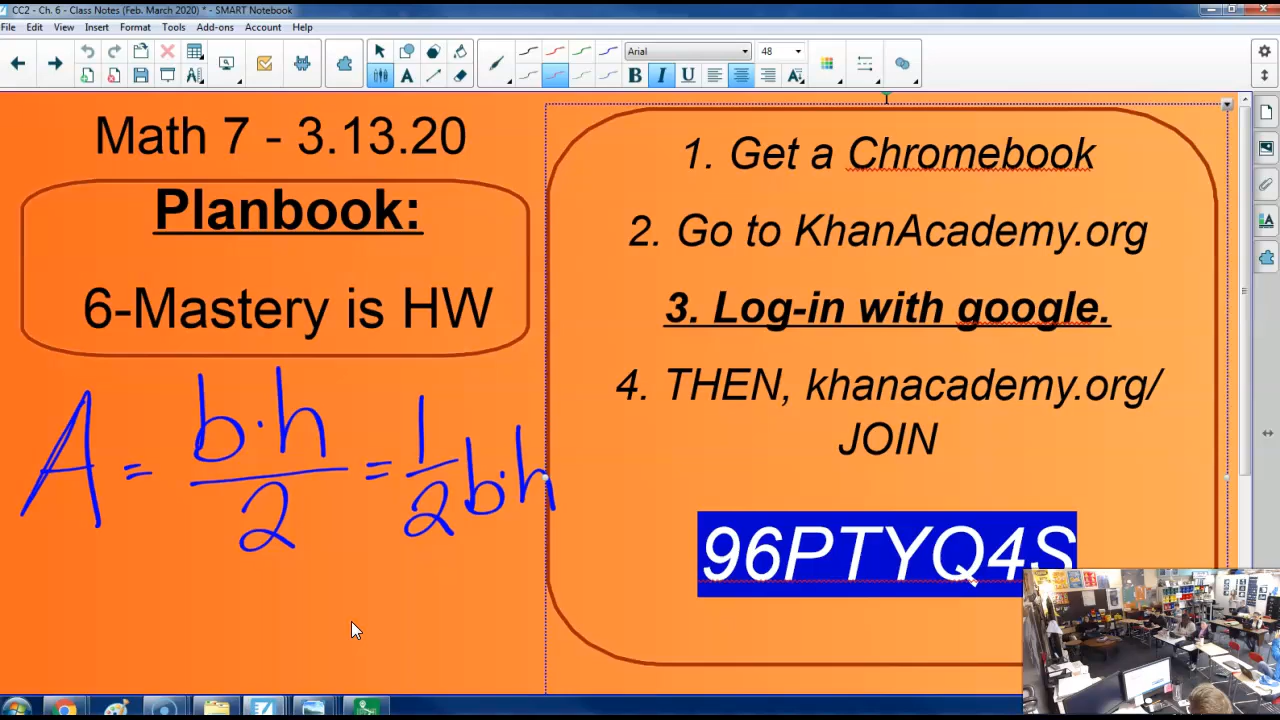 CC2 - Ch. 6 - Class Notes (Feb. March 2020) * - SMART Notebook
File Edit View Insert Format Tools Add-ons Account Help
Arial 48
B I U A
Math 7 - 3.13.20
Planbook:
6-Mastery is HW
A = b·h/2 = 1/2 b·h
1. Get a Chromebook
2. Go to KhanAcademy.org
3. Log-in with google.
4. THEN, khanacademy.org/
JOIN
96PTYQ4S